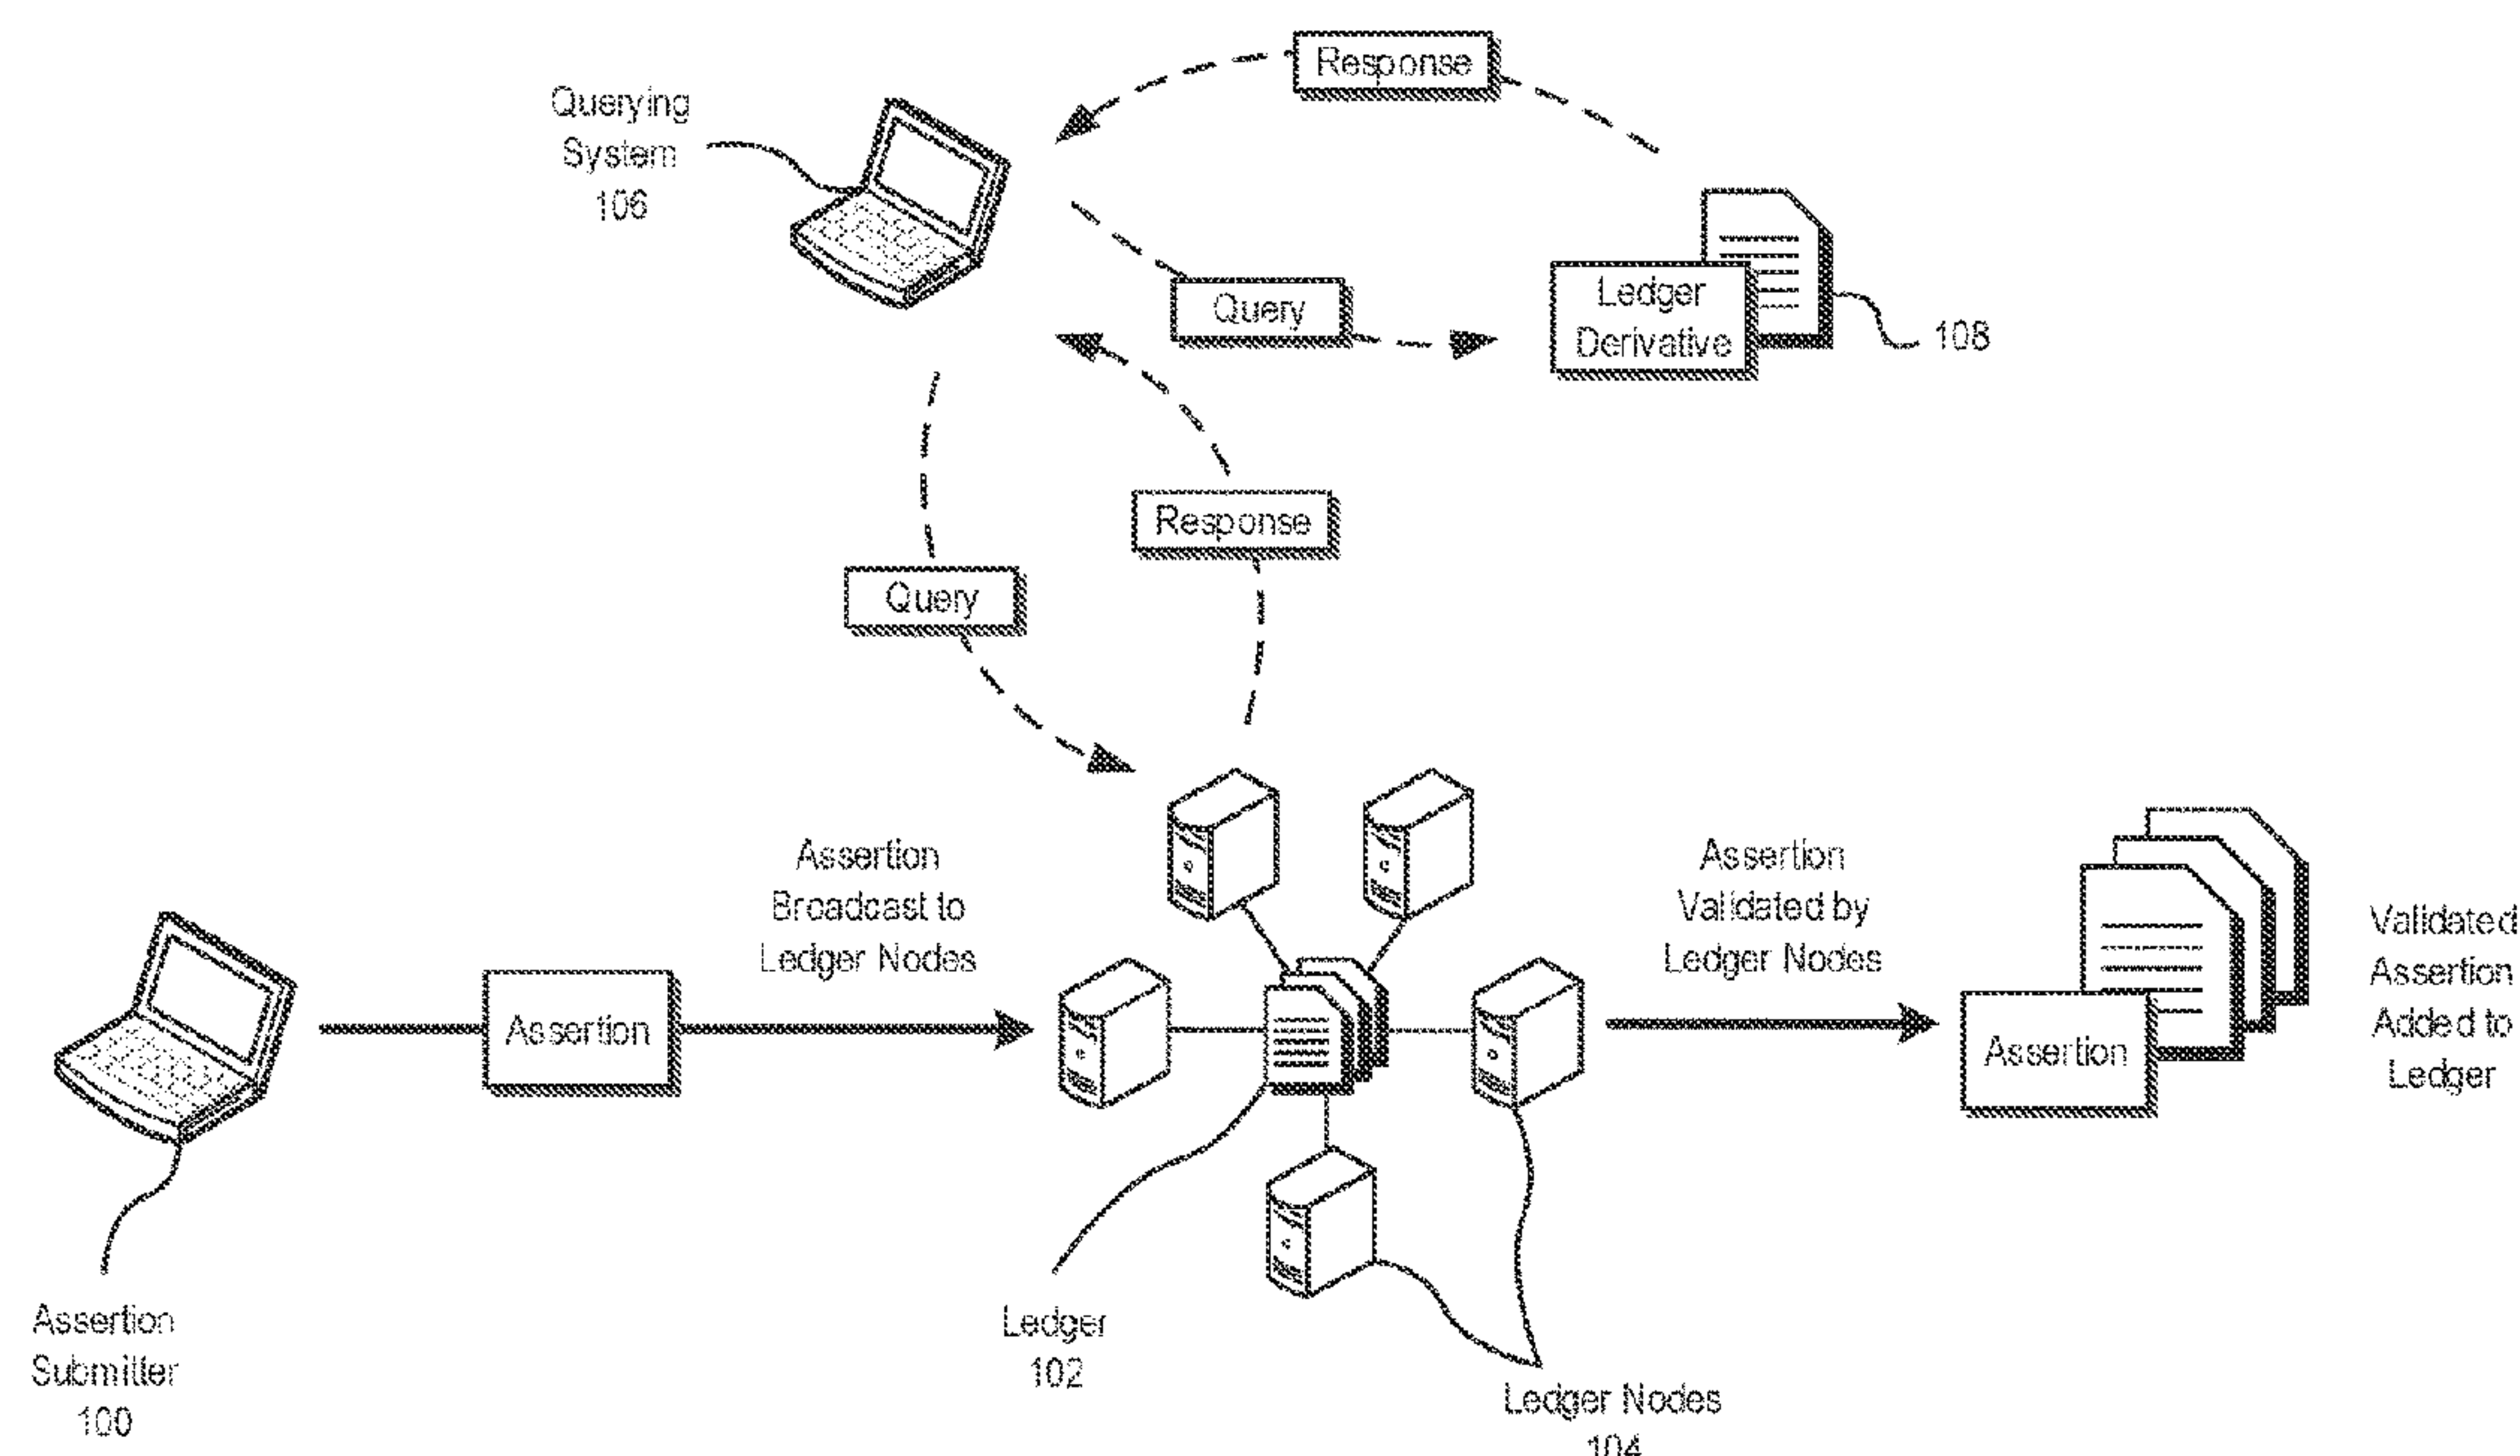 Response
Querying
System
106
Query
Ledger
Derivative
108
Response
Query
Assertion
Broadcast to
Ledger Nodes
Assertion
Validated by
Ledger Nodes
Validated
Assertion
Added to
Ledger
Assertion
Assertion
Assertion
Submitter
100
Ledger
102
Ledger Nodes
104